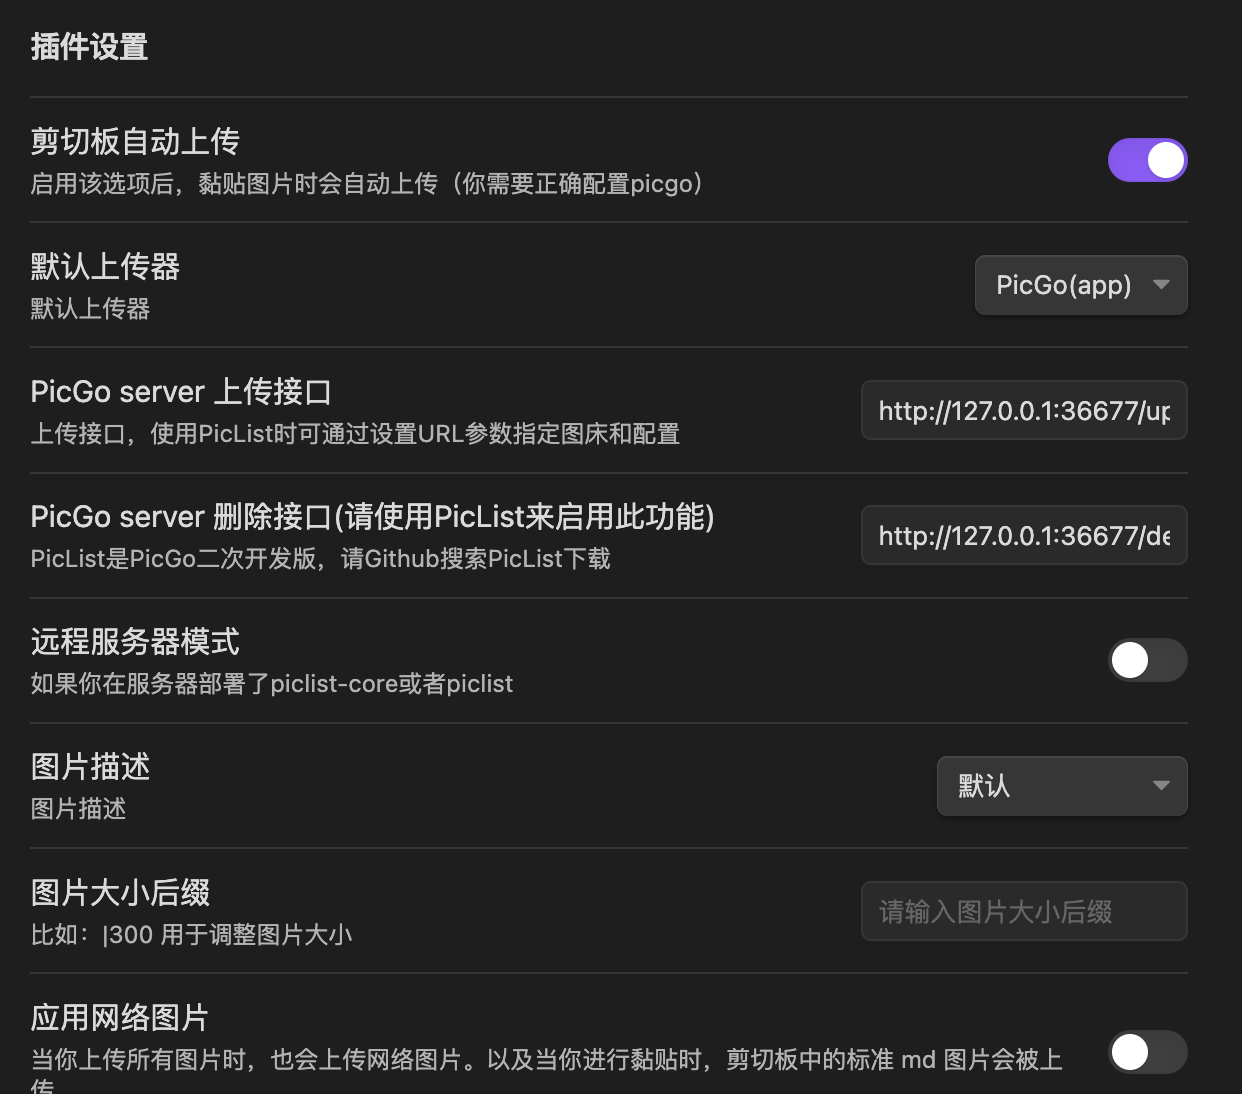 插件设置
剪切板自动上传
启用该选项后，黏贴图片时会自动上传（你需要正确配置picgo）
默认上传器
默认上传器
PicGo(app)
PicGo server 上传接口
上传接口，使用PicList时可通过设置URL参数指定图床和配置
http://127.0.0.1:36677/up
PicGo server 删除接口(请使用PicList来启用此功能)
PicList是PicGo二次开发版，请Github搜索PicList下载
http://127.0.0.1:36677/de
远程服务器模式
如果你在服务器部署了piclist-core或者piclist
图片描述
图片描述
默认
图片大小后缀
比如：|300 用于调整图片大小
请输入图片大小后缀
应用网络图片
当你上传所有图片时，也会上传网络图片。以及当你进行黏贴时，剪切板中的标准 md 图片会被上
传